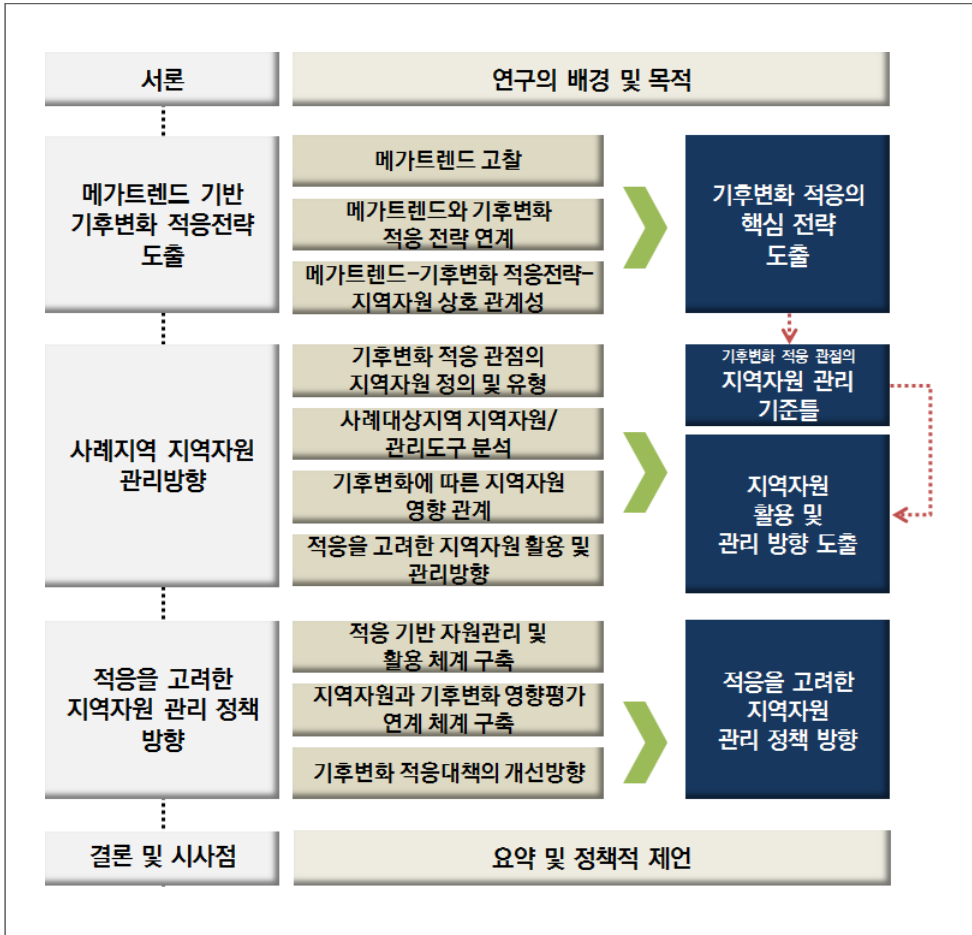 서론
연구의 배경 및 목적
메가트렌드 기반
기후변화 적응전략
도출
메가트렌드 고찰
메가트렌드와 기후변화
적응 전략 연계
메가트렌드-기후변화 적응전략-
지역자원 상호 관계성
기후변화 적응의
핵심 전략
도출
사례지역 지역자원
관리방향
기후변화 적응 관점의
지역자원 정의 및 유형
사례대상지역 지역자원/
관리도구 분석
기후변화에 따른 지역자원
영향 관계
적응을 고려한 지역자원 활용 및
관리방향
기후변화 적응 관점의
지역자원 관리
기준틀
지역자원
활용 및
관리 방향 도출
적응을 고려한
지역자원 관리 정책
방향
적응 기반 자원관리 및
활용 체계 구축
지역자원과 기후변화 영향평가
연계 체계 구축
기후변화 적응대책의 개선방향
적응을 고려한
지역자원
관리 정책 방향
결론 및 시사점
요약 및 정책적 제언